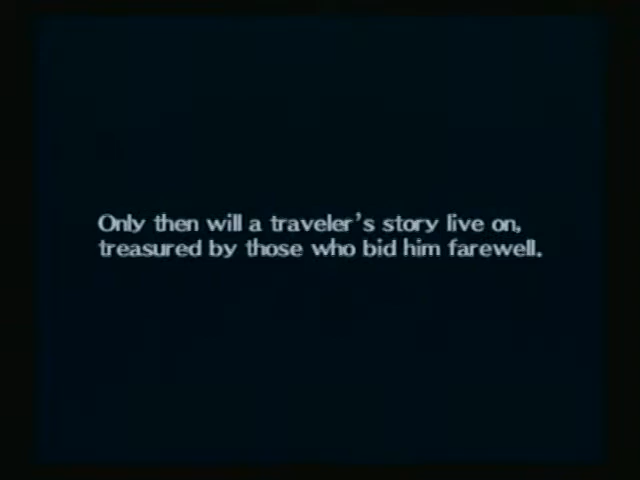 Only then will a traveler's story live on,
treasured by those who bid him farewell.